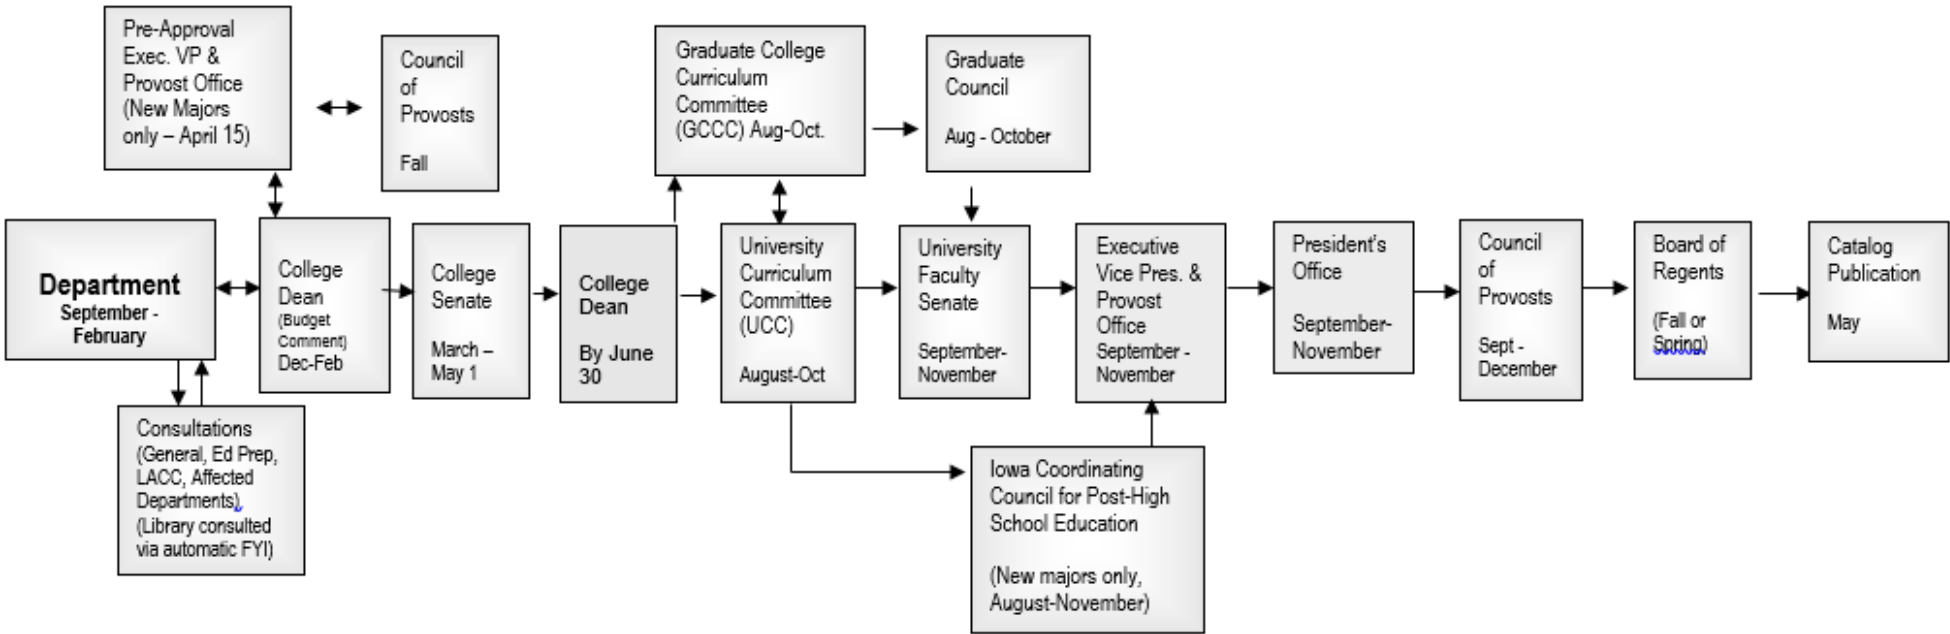 Pre-Approval
Exec. VP &
Provost Office
(New Majors
only – April 15)
Council
of
Provosts
Fall
Graduate College
Curriculum
Committee
(GCCC) Aug-Oct.
Graduate
Council
Aug - October
Department
September -
February
College
Dean
(Budget
Comment)
Dec-Feb
College
Senate
March –
May 1
College
Dean
By June
30
University
Curriculum
Committee
(UCC)
August-Oct
University
Faculty
Senate
September-
November
Executive
Vice Pres. &
Provost
Office
September -
November
President's
Office
September-
November
Council
of
Provosts
Sept -
December
Board of
Regents
(Fall or
Spring)
Catalog
Publication
May
Consultations
(General, Ed Prep,
LACC, Affected
Departments),
(Library consulted
via automatic FYI)
Iowa Coordinating
Council for Post-High
School Education
(New majors only,
August-November)